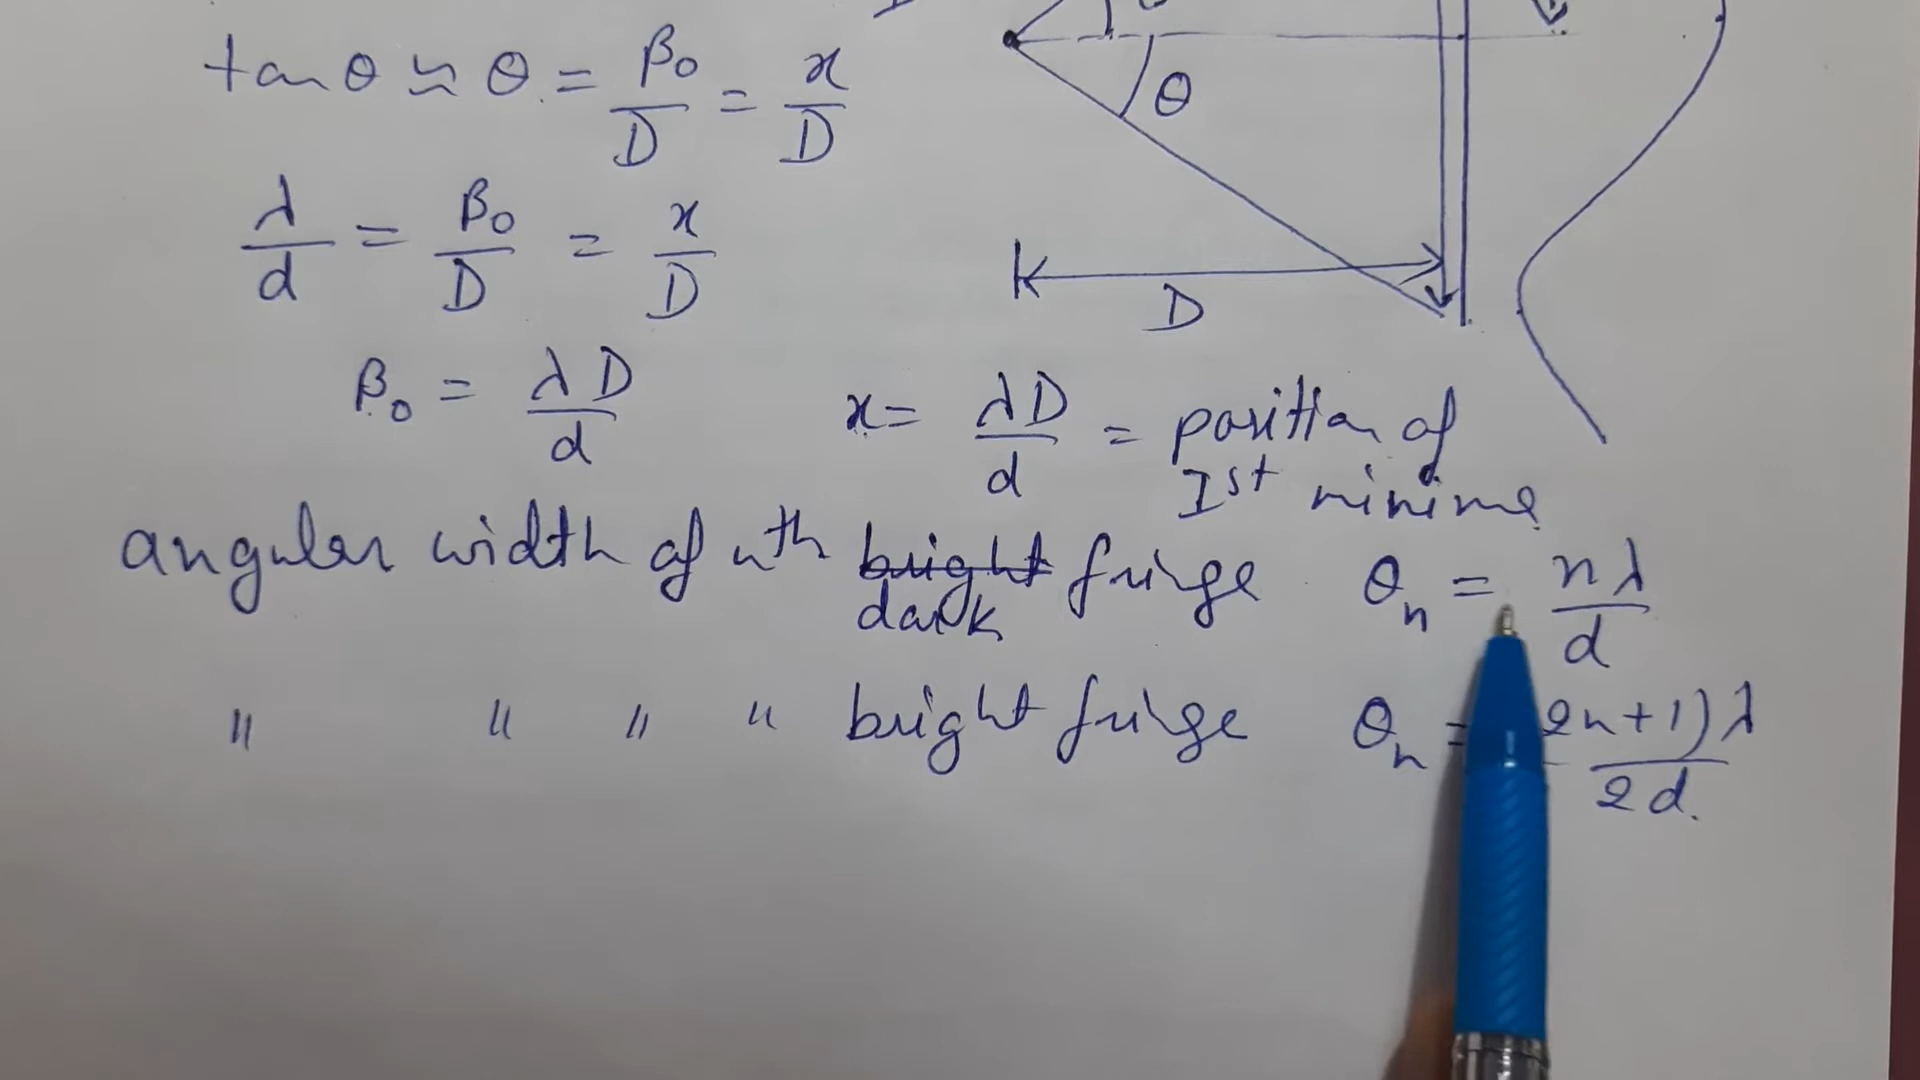 tan θ ≈ θ = β₀/D = x/D
θ
λ/d = β₀/D = x/D
D
β₀ = λD/d
x = λD/d = position of
Ist minima
angular width of nth bright fringe θn = nλ/d
dark
" " " " bright fringe θn = (2n+1)λ/2d.